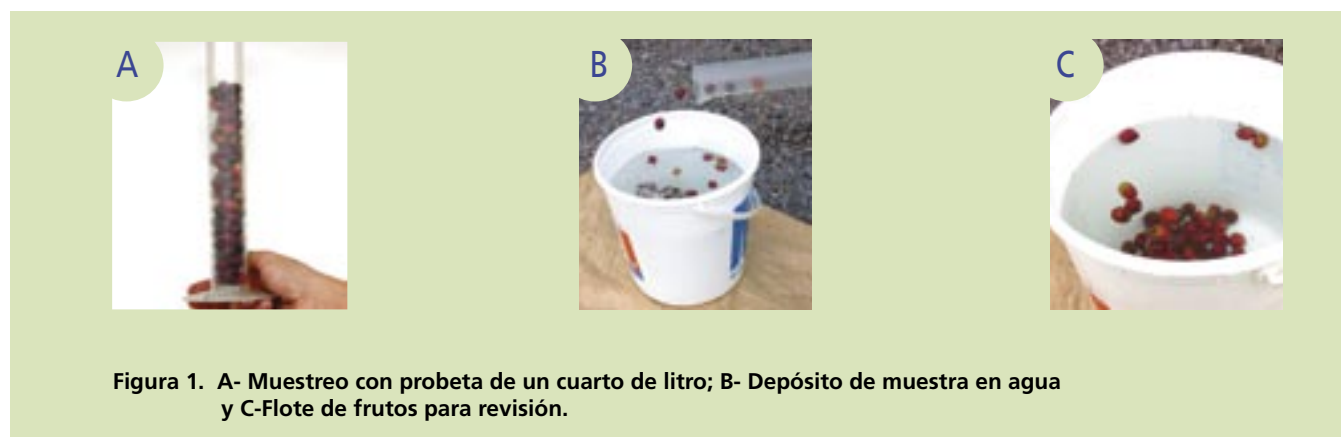 A
B
C
Figura 1. A- Muestreo con probeta de un cuarto de litro; B- Depósito de muestra en agua
y C-Flote de frutos para revisión.